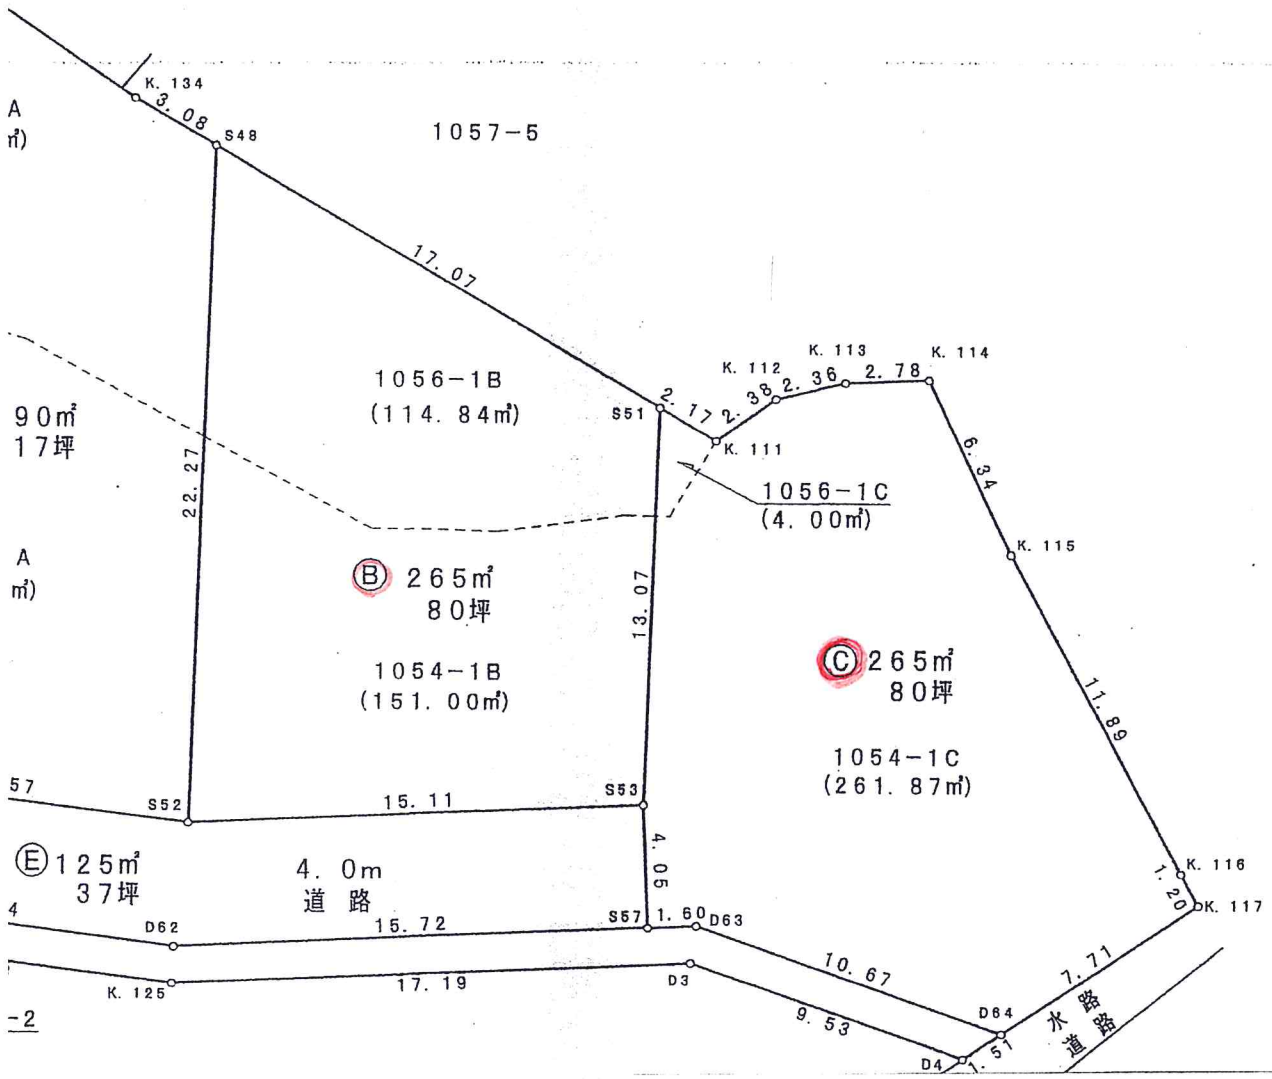 K. 134
A
㎡)
3. 08
S48
1057-5
17. 07
K. 113
K. 114
K. 112
2. 36
2. 78
1056-1B
(114. 84㎡)
2. 17
2. 38
S51
K. 111
90㎡
17坪
22. 27
6. 34
1056-1C
(4. 00㎡)
K. 115
A
㎡)
B 265㎡
80坪
13. 07
1054-1B
(151. 00㎡)
C 265㎡
80坪
11. 89
1054-1C
(261. 87㎡)
57
S52
15. 11
S53
E 125㎡
37坪
4. 0m
道路
4. 05
K. 116
1. 20
K. 117
4
D62
15. 72
S57
1. 60
D63
K. 125
17. 19
D3
10. 67
7. 71
-2
9. 53
D64
水路
道路
D4
1. 51